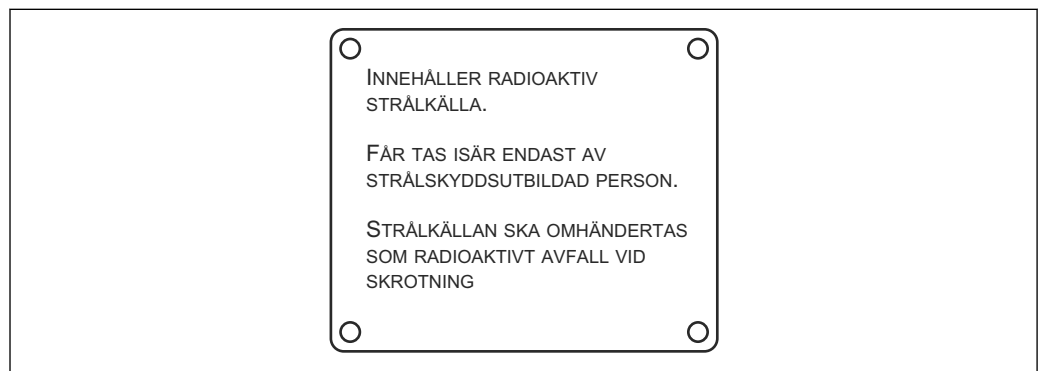 INNEHÅLLER RADIOAKTIV
STRÅLKÄLLA.
FÅR TAS ISÄR ENDAST AV
STRÅLSKYDDSUTBILDAD PERSON.
STRÅLKÄLLAN SKA OMHÄNDERTAS
SOM RADIOAKTIVT AVFALL VID
SKROTNING